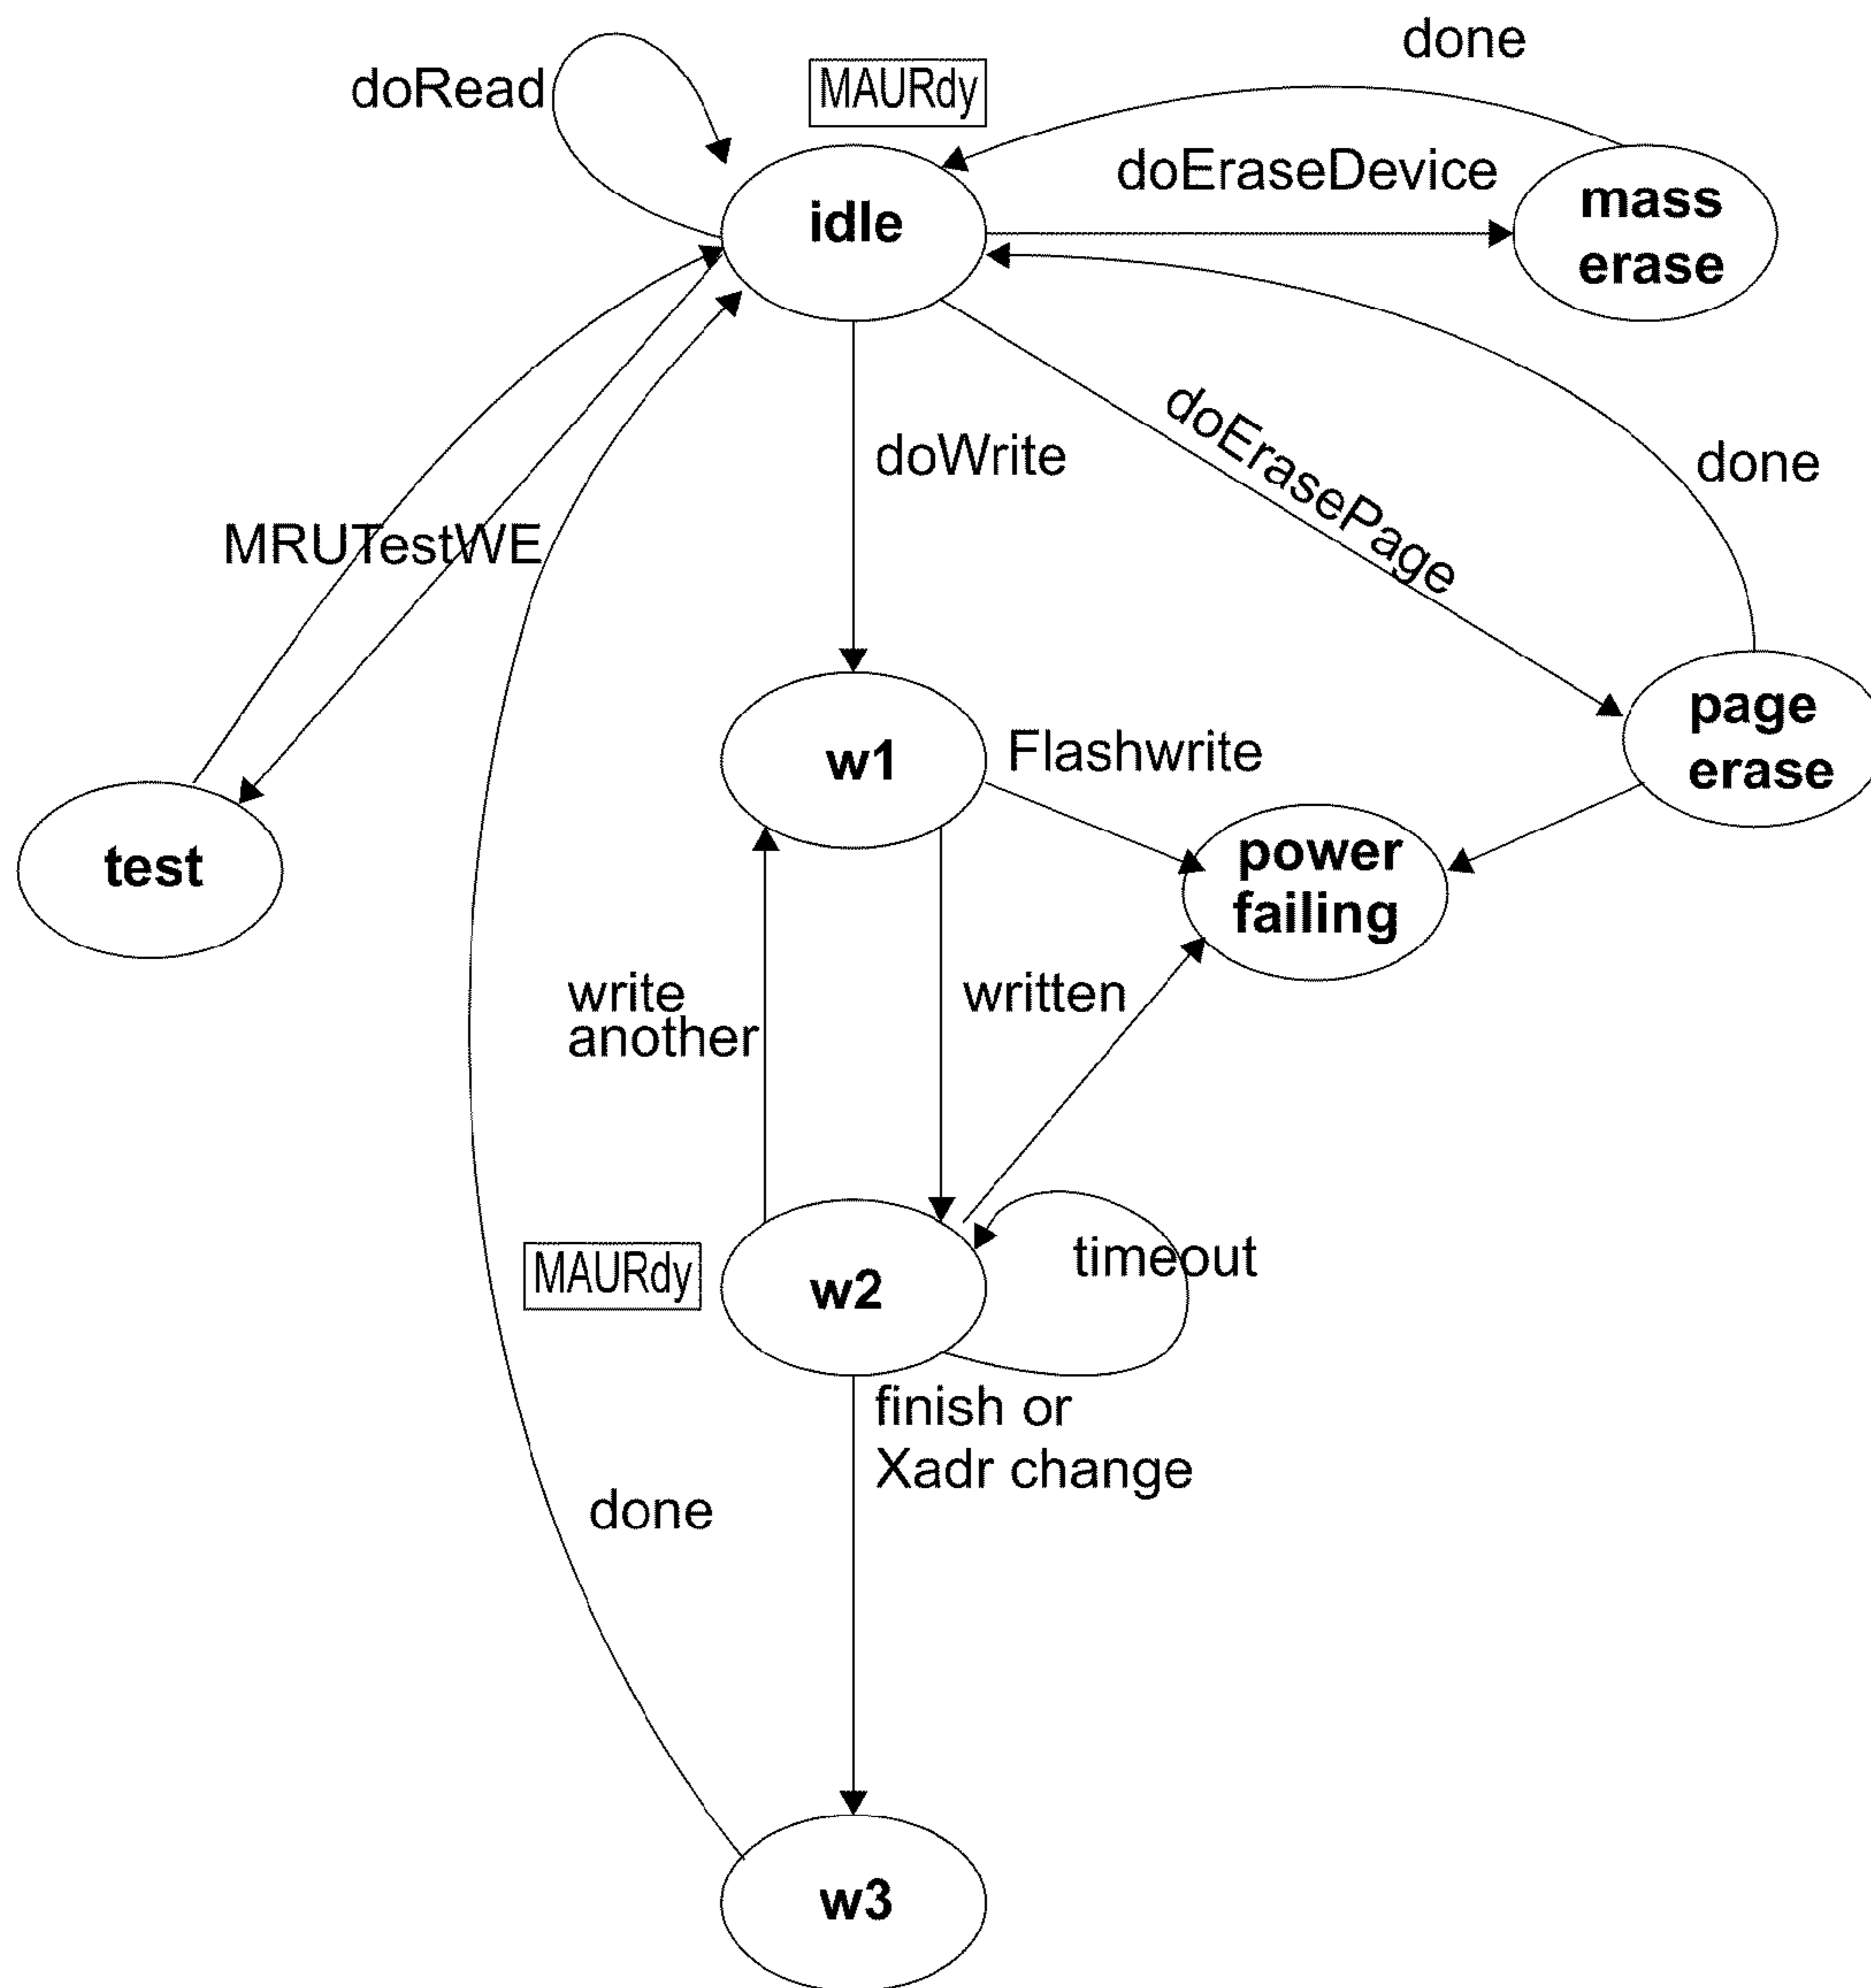 done
doRead
MAURdy
doEraseDevice
mass
erase
idle
doErasePage
doWrite
done
MRUTestWE
page
erase
Flashwrite
w1
power
failing
test
write
another
written
timeout
MAURdy
w2
finish or
Xadr change
done
w3